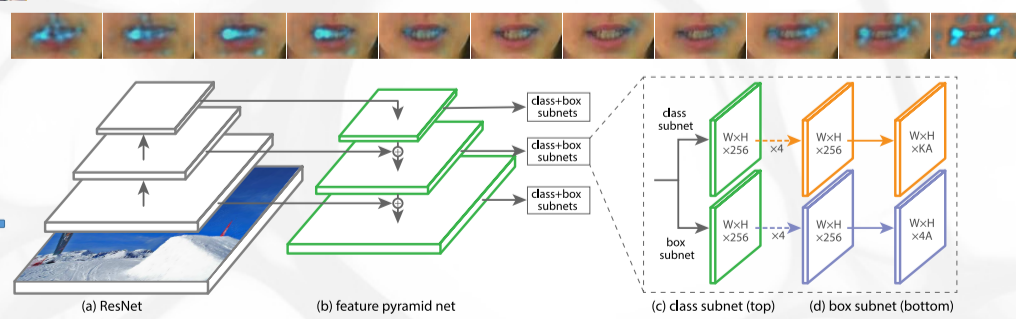 class+box
subnets
class+box
subnets
class+box
subnets
class
subnet
W×H
×256
×4
W×H
×256
W×H
×KA
box
subnet
W×H
×256
×4
W×H
×256
W×H
×4A
(a) ResNet
(b) feature pyramid net
(c) class subnet (top)
(d) box subnet (bottom)